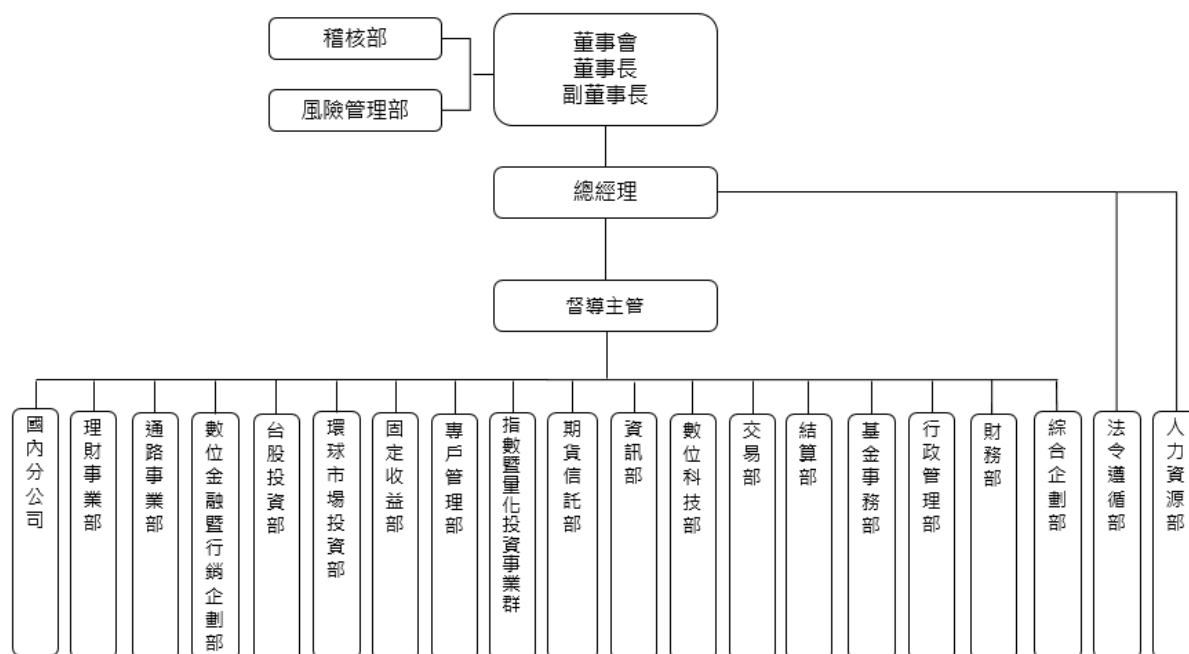 稽核部
風險管理部
董事會
董事長
副董事長
總經理
督導主管
國內分公司
理財事業部
通路事業部
數位金融暨行銷企劃部
台股投資部
環球市場投資部
固定收益部
專戶管理部
指數暨量化投資事業群
期貨信託部
資訊部
數位科技部
交易部
結算部
基金事務部
行政管理部
財務部
綜合企劃部
法令遵循部
人力資源部